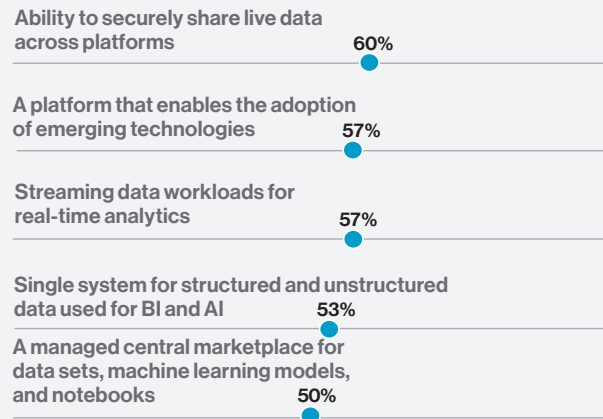 Ability to securely share live data
across platforms
60%
A platform that enables the adoption
of emerging technologies
57%
Streaming data workloads for
real-time analytics
57%
Single system for structured and unstructured
data used for BI and AI
53%
A managed central marketplace for
data sets, machine learning models,
and notebooks
50%